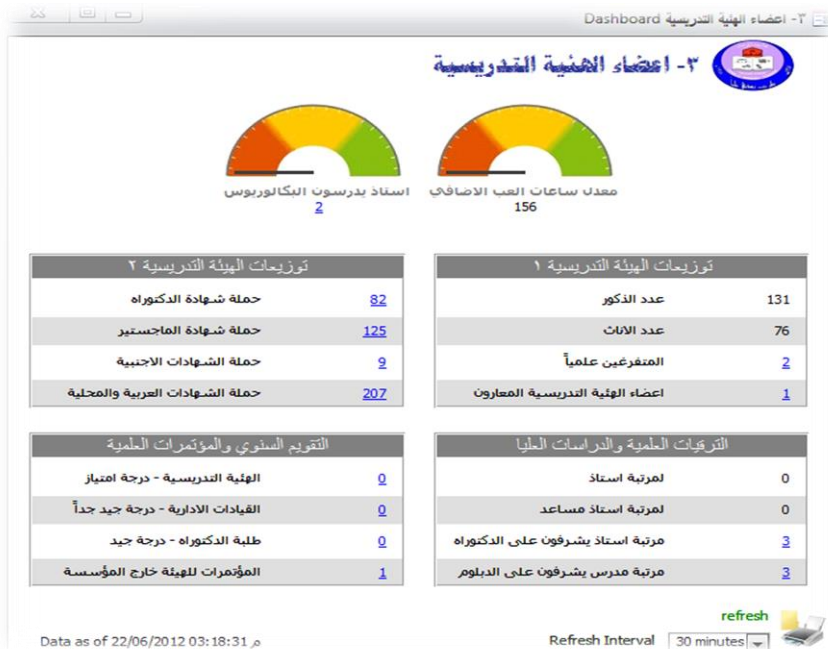 ٣- اعضاء الهئية التدريسية Dashboard
٣- اعضاء الهئية التدريسية
معدل ساعات العب الاضافي
156
استاذ يدرسون البكالوريوس
2
توزيعات الهيئة التدريسية ١
131 عدد الذكور
76 عدد الاناث
2 المتفرغين علمياً
1 اعضاء الهئية التدريسية المعارون
توزيعات الهيئة التدريسية ٢
82 حملة شهادة الدكتوراه
125 حملة شهادة الماجستير
9 حملة الشهادات الاجنبية
207 حملة الشهادات العربية والمحلية
الترقيات العلمية والدراسات العليا
0 لمرتبة استاذ
0 لمرتبة استاذ مساعد
3 مرتبة استاذ يشرفون على الدكتوراه
3 مرتبة مدرس يشرفون على الدبلوم
التقويم السنوي والمؤتمرات العلمية
0 الهئية التدريسية - درجة امتياز
0 القيادات الادارية - درجة جيد جداً
0 طلبة الدكتوراه - درجة جيد
1 المؤتمرات للهيئة خارج المؤسسة
refresh
Refresh Interval 30 minutes
Data as of 22/06/2012 03:18:31 م